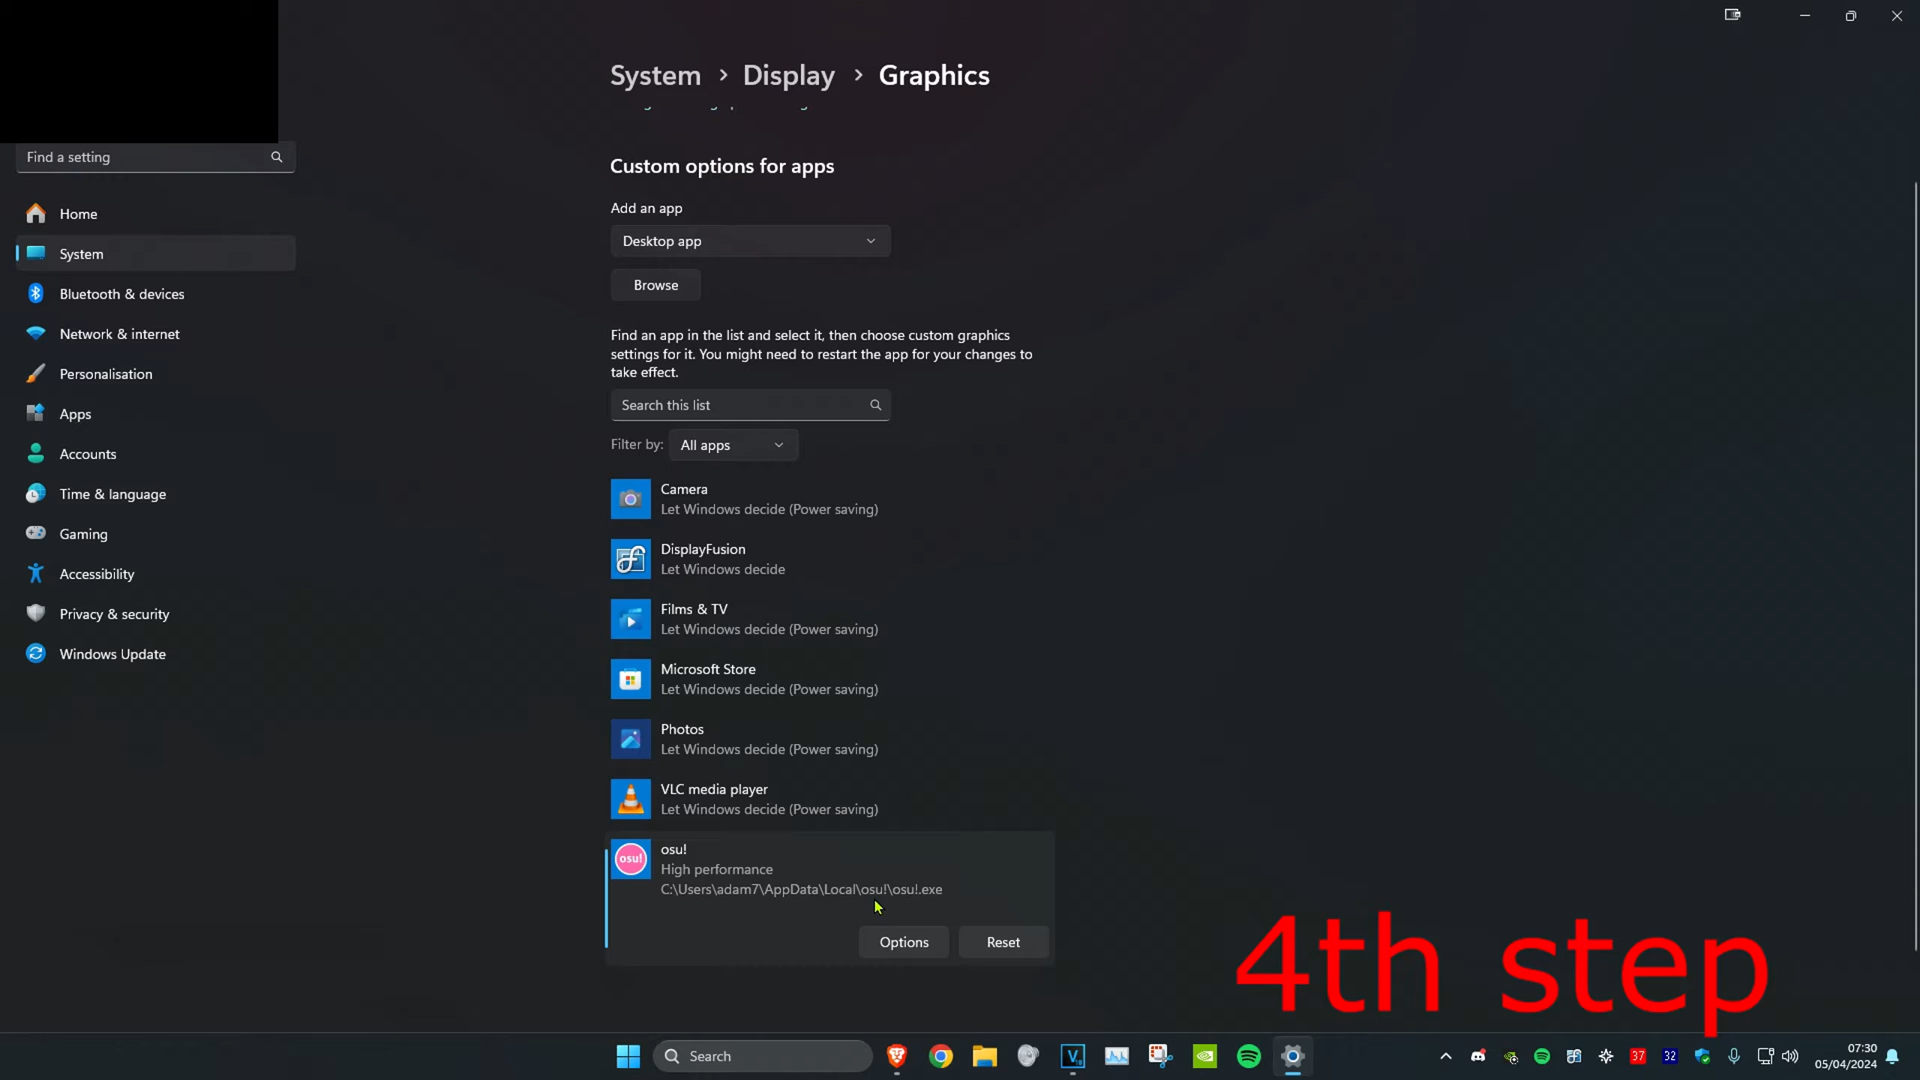 System > Display > Graphics
Find a setting
Home
System
Bluetooth & devices
Network & internet
Personalisation
Apps
Accounts
Time & language
Gaming
Accessibility
Privacy & security
Windows Update
Custom options for apps
Add an app
Desktop app
Browse
Find an app in the list and select it, then choose custom graphics
settings for it. You might need to restart the app for your changes to
take effect.
Search this list
Filter by: All apps
Camera
Let Windows decide (Power saving)
DisplayFusion
Let Windows decide
Films & TV
Let Windows decide (Power saving)
Microsoft Store
Let Windows decide (Power saving)
Photos
Let Windows decide (Power saving)
VLC media player
Let Windows decide (Power saving)
osu!
osu!
High performance
C:\Users\adam7\AppData\Local\osu!\osu!.exe
Options Reset
4th step
Search
37 32
07:30
05/04/2024